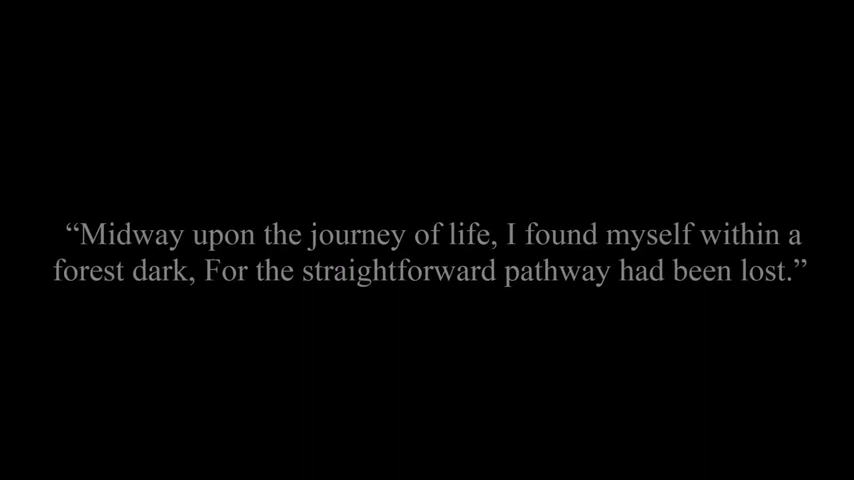 “Midway upon the journey of life, I found myself within a
forest dark, For the straightforward pathway had been lost.”